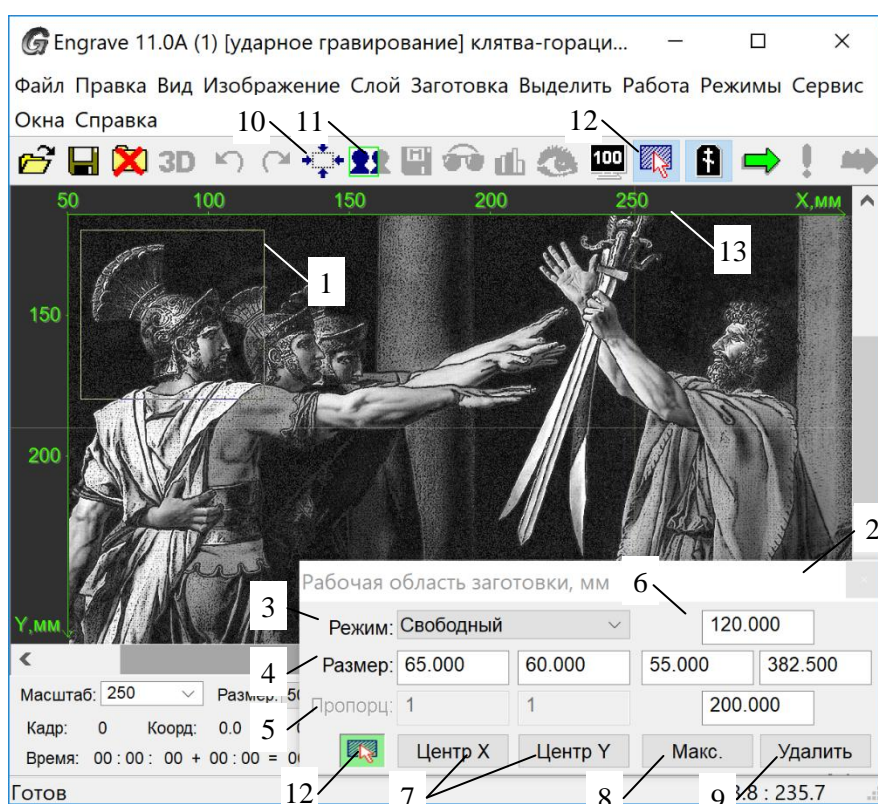 Engrave 11.0A (1) [ударное гравирование] клятва-гораци...
Файл Правка Вид Изображение Слой Заготовка Выделить Работа Режимы Сервис
Окна Справка
10 11 12
3D 100
50 100 150 200 250 X,мм
13
1
150
200
2
Рабочая область заготовки, мм 6
3 Режим: Свободный 120.000
Y,мм
4 Размер: 65.000 60.000 55.000 382.500
Масштаб: 250 Размер: 50
5 Пропорц: 1 1 200.000
Кадр: 0 Коорд: 0.0
Центр X Центр Y Макс. Удалить
Время: 00 : 00 : 00 + 00 : 00 =
12 7 8 9
Готов : 235.7